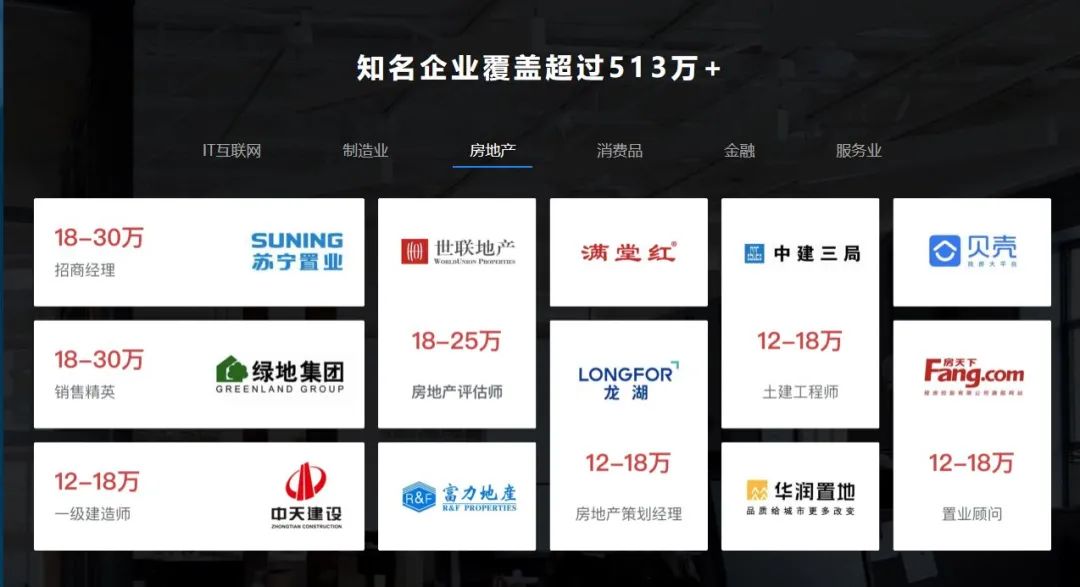 知名企业覆盖超过513万+
IT互联网 制造业 房地产 消费品 金融 服务业
18-30万
招商经理
SUNING
苏宁置业
世联地产
WORLDUNION PROPERTIES
18-25万
房地产评估师
满堂红®
中建三局
12-18万
土建工程师
贝壳
找房大平台
18-30万
销售精英
绿地集团
GREENLAND GROUP
LONGFOR
龙湖
12-18万
房地产策划经理
房天下
Fang.com
12-18万
置业顾问
12-18万
一级建造师
中天建设
ZHONGTIAN CONSTRUCTION
R&F
富力地產
R&F PROPERTIES
华润置地
品质给城市更多改变